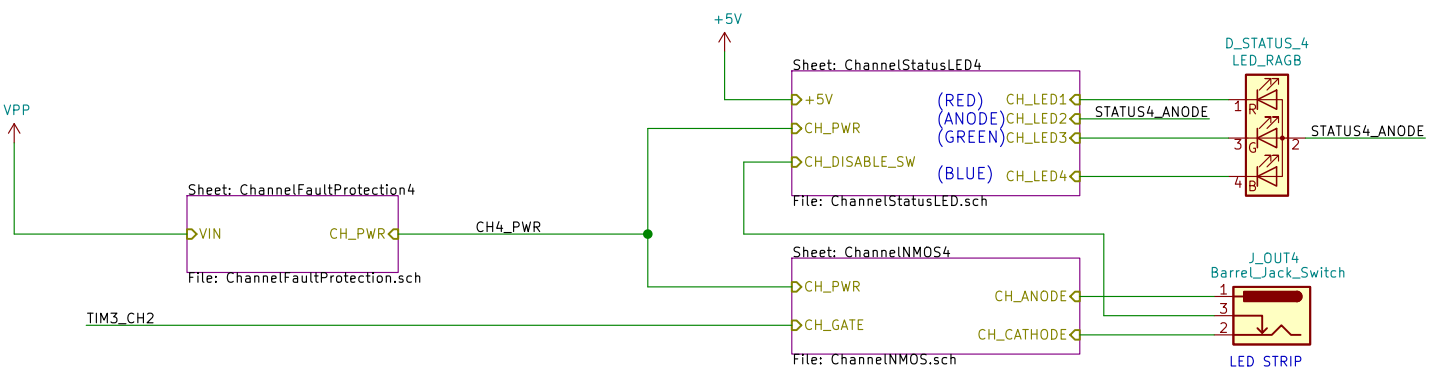 +5V
D_STATUS_4
LED_RAGB
Sheet: ChannelStatusLED4
+5V
(RED)
CH_LED1
1
R
VPP
(ANODE)
CH_LED2
STATUS4_ANODE
CH_PWR
(GREEN)
CH_LED3
3
G
2
STATUS4_ANODE
CH_DISABLE_SW
(BLUE)
CH_LED4
4
B
File: ChannelStatusLED.sch
Sheet: ChannelFaultProtection4
VIN
CH_PWR
CH4_PWR
File: ChannelFaultProtection.sch
Sheet: ChannelNMOS4
CH_PWR
CH_ANODE
CH_GATE
CH_CATHODE
File: ChannelNMOS.sch
TIM3_CH2
J_OUT4
Barrel_Jack_Switch
1
3
2
LED STRIP